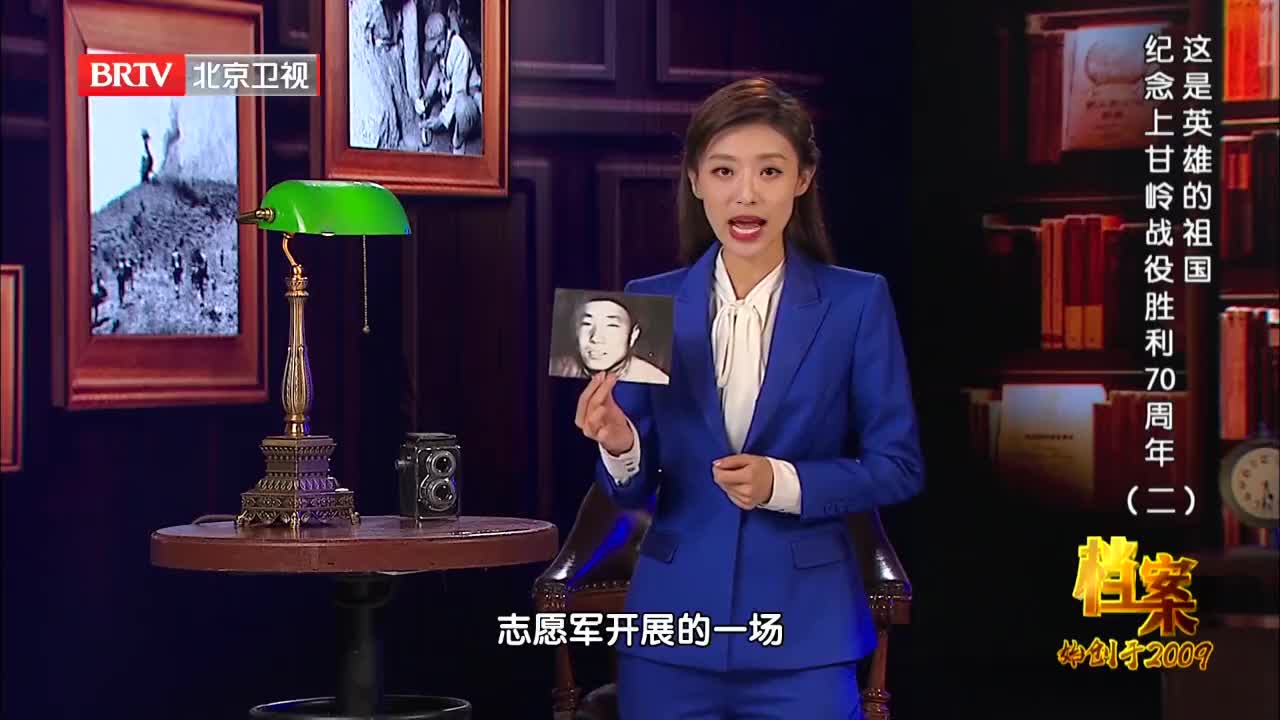 BRTV 北京卫视
这是英雄的祖国
纪念上甘岭战役胜利70周年（二）
档案
始创于2009
志愿军开展的一场